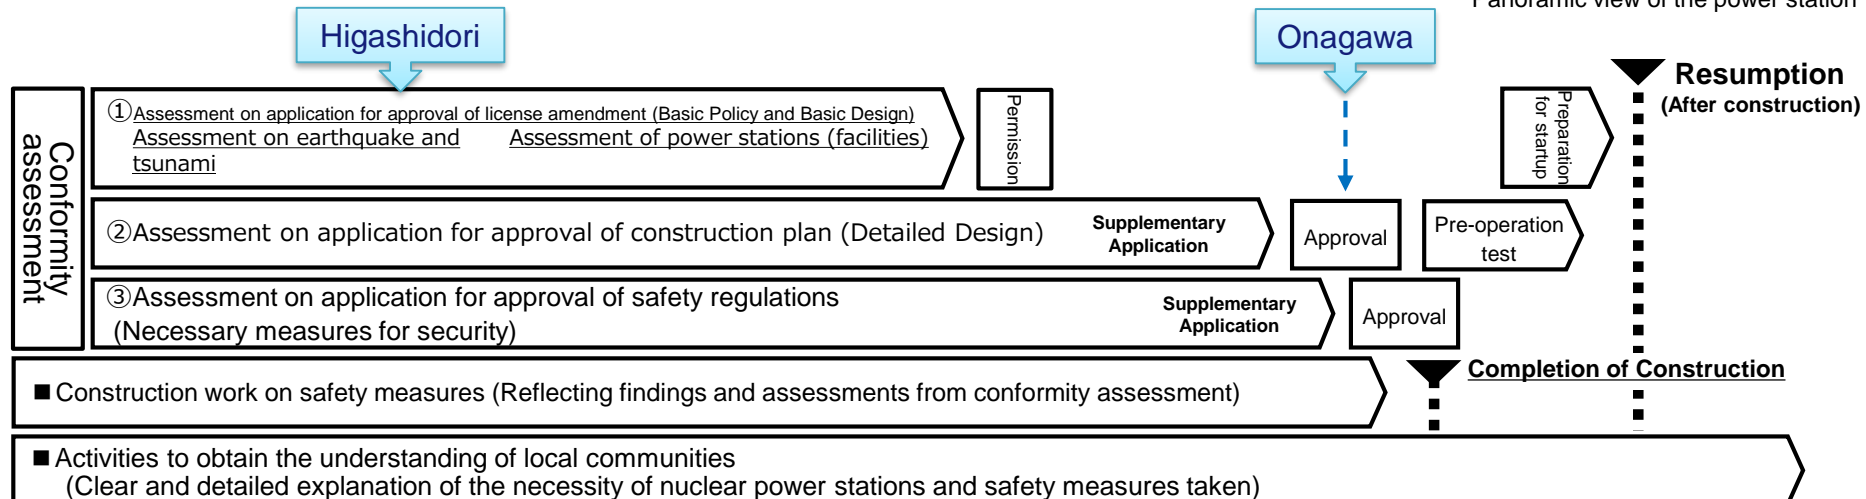 Panoramic view of the power station
Higashidori
Onagawa
Resumption
(After construction)
Conformity
assessment
①Assessment on application for approval of license amendment (Basic Policy and Basic Design)
Assessment on earthquake and
tsunami
Assessment of power stations (facilities)
Permission
Preparation
for startup
②Assessment on application for approval of construction plan (Detailed Design)
Supplementary
Application
Approval
Pre-operation
test
③Assessment on application for approval of safety regulations
(Necessary measures for security)
Supplementary
Application
Approval
■ Construction work on safety measures (Reflecting findings and assessments from conformity assessment)
Completion of Construction
■ Activities to obtain the understanding of local communities
(Clear and detailed explanation of the necessity of nuclear power stations and safety measures taken)